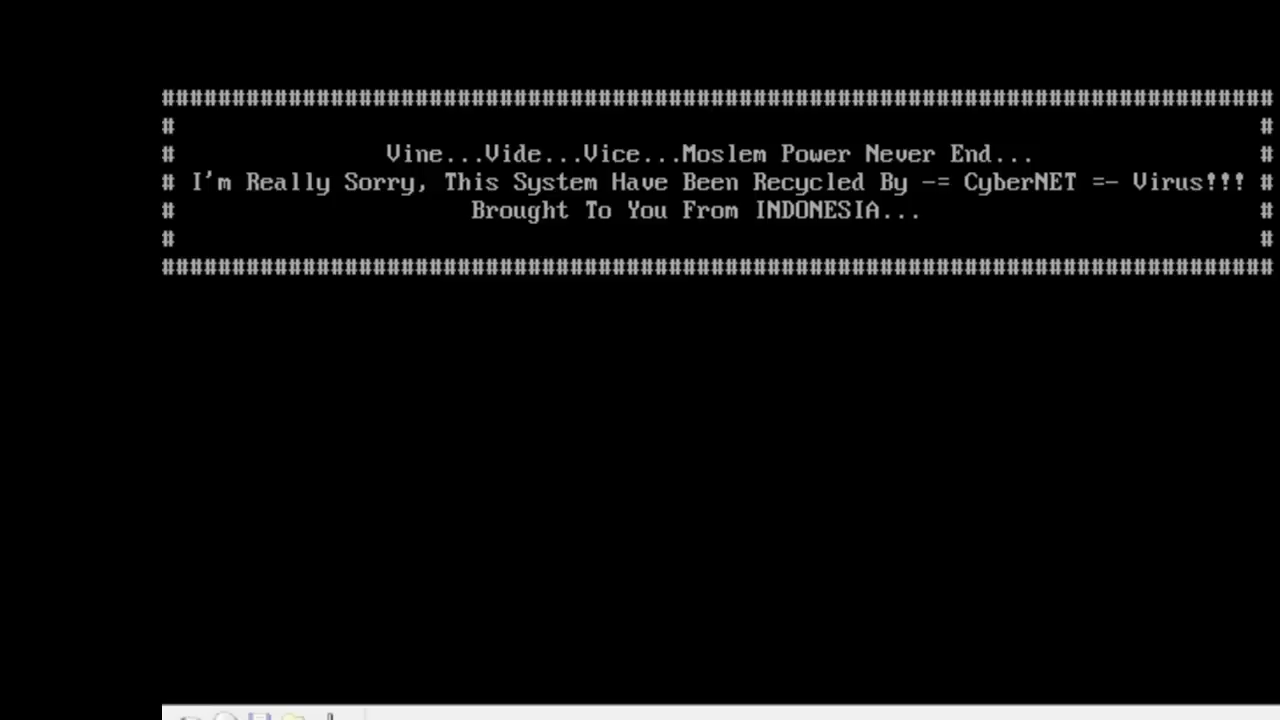 ###############################################################################
# #
# Vine...Vide...Vice...Moslem Power Never End... #
# I'm Really Sorry, This System Have Been Recycled By -= CyberNET =- Virus!!! #
# Brought To You From INDONESIA... #
# #
###############################################################################